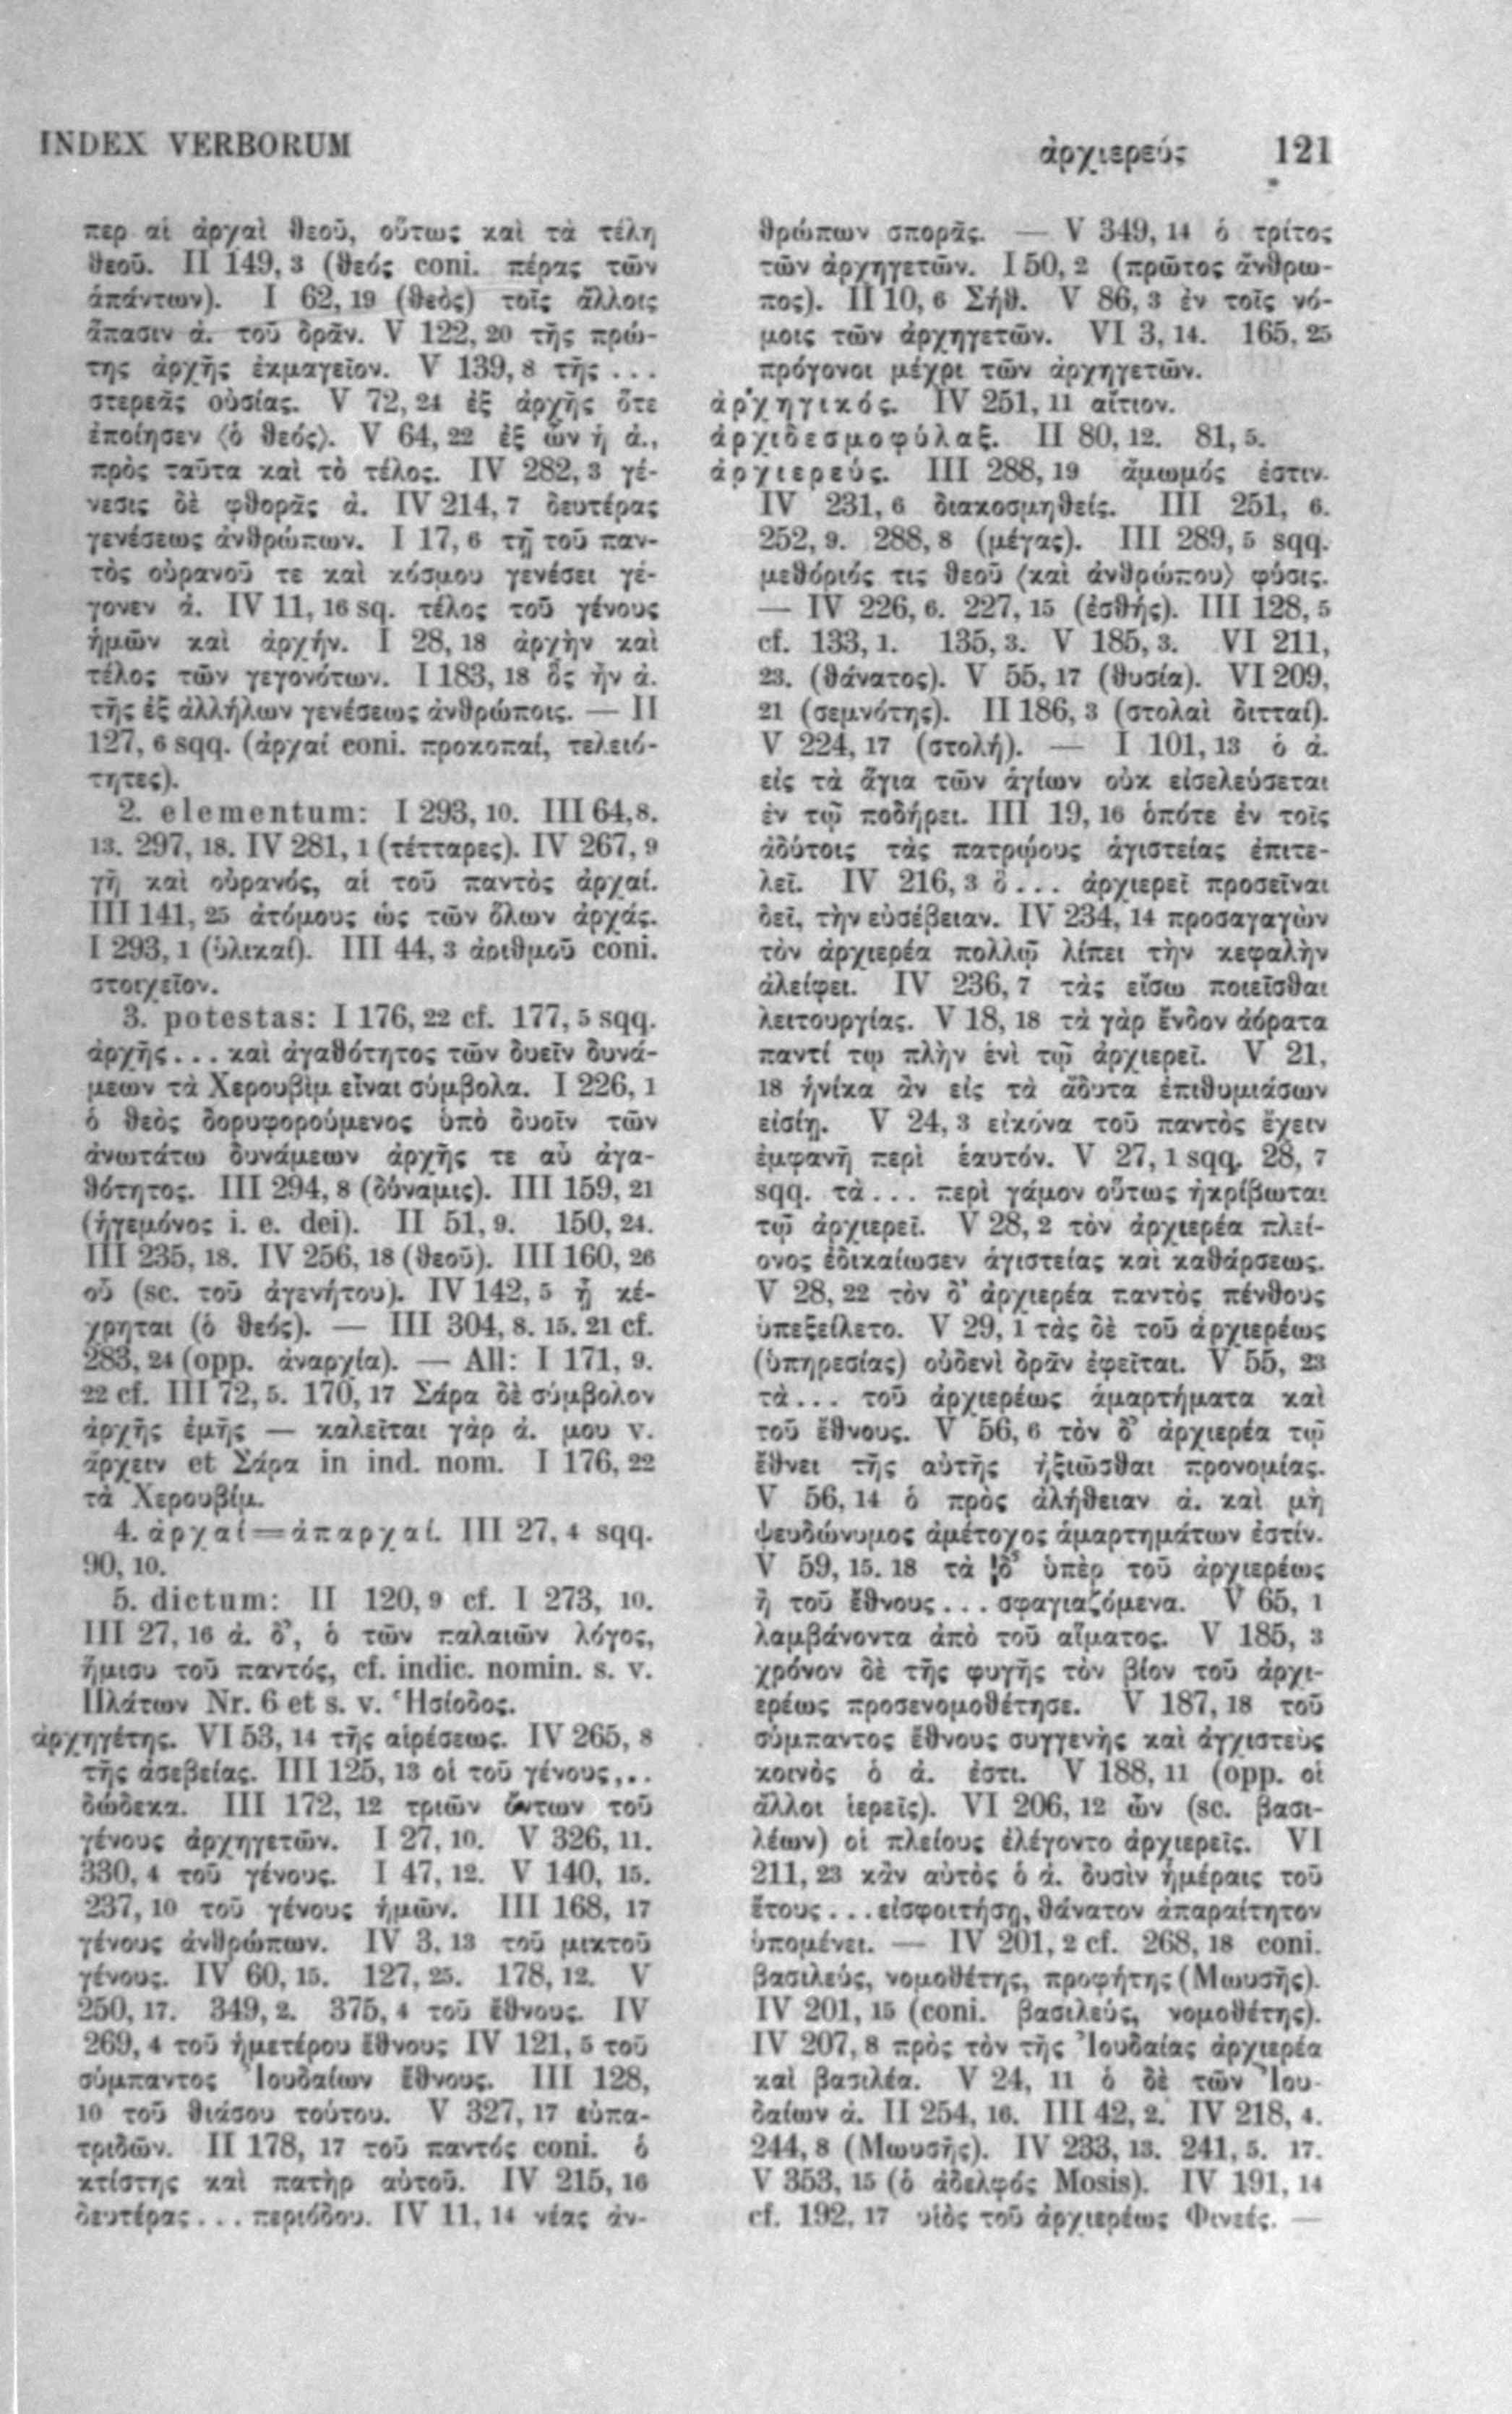 INDEX VERBORUM
ἀρχιερεύς 121
περ αἱ ἀρχαὶ θεοῦ, οὕτως καὶ τὰ τέλη
θεοῦ. II 149, 3 (θεός coni. πέρας τῶν
ἁπάντων). I 62, 19 (θεὸς) τοῖς ἄλλοις
ἅπασιν ἀ. τοῦ δρᾶν. V 122, 20 τῆς πρώ-
της ἀρχῆς ἐκμαγεῖον. V 139, 8 τῆς ...
στερεᾶς οὐσίας. V 72, 24 ἐξ ἀρχῆς ὅτε
ἐποίησεν ⟨ὁ θεός⟩. V 64, 22 ἐξ ὧν ἡ ἀ.,
πρὸς ταῦτα καὶ τὸ τέλος. IV 282, 3 γέ-
νεσις δὲ φθορᾶς ἀ. IV 214, 7 δευτέρας
γενέσεως ἀνθρώπων. I 17, 6 τῇ τοῦ παν-
τὸς οὐρανοῦ τε καὶ κόσμου γενέσει γέ-
γονεν ἀ. IV 11, 16 sq. τέλος τοῦ γένους
ἡμῶν καὶ ἀρχήν. I 28, 18 ἀρχὴν καὶ
τέλος τῶν γεγονότων. I 183, 18 ὃς ἦν ἀ.
τῆς ἐξ ἀλλήλων γενέσεως ἀνθρώποις. — II
127, 6 sqq. (ἀρχαί coni. προκοπαί, τελειό-
τητες).
2. elementum: I 293, 10. III 64, 8.
13. 297, 18. IV 281, 1 (τέτταρες). IV 267, 9
γῆ καὶ οὐρανός, αἱ τοῦ παντὸς ἀρχαί.
III 141, 25 ἀτόμους ὡς τῶν ὅλων ἀρχάς.
I 293, 1 (ὑλικαί). III 44, 3 ἀριθμοῦ coni.
στοιχεῖον.
3. potestas: I 176, 22 cf. 177, 5 sqq.
ἀρχῆς ... καὶ ἀγαθότητος τῶν δυεῖν δυνά-
μεων τὰ Χερουβὶμ εἶναι σύμβολα. I 226, 1
ὁ θεὸς δορυφορούμενος ὑπὸ δυοῖν τῶν
ἀνωτάτω δυνάμεων ἀρχῆς τε αὖ ἀγα-
θότητος. III 294, 8 (δύναμις). III 159, 21
(ἡγεμόνος i. e. dei). II 51, 9. 150, 24.
III 235, 18. IV 256, 18 (θεοῦ). III 160, 26
οὗ (sc. τοῦ ἀγενήτου). IV 142, 5 ᾗ κέ-
χρηται (ὁ θεός). — III 304, 8. 15. 21 cf.
283, 24 (opp. ἀναρχία). — All: I 171, 9.
22 cf. III 72, 5. 170, 17 Σάρα δὲ σύμβολον
ἀρχῆς ἐμῆς — καλεῖται γὰρ ἀ. μου v.
ἄρχειν et Σάρα in ind. nom. I 176, 22
τὰ Χερουβίμ.
4. ἀρχαί = ἀπαρχαί. III 27, 4 sqq.
90, 10.
5. dictum: II 120, 9 cf. I 273, 10.
III 27, 16 ἀ. δ’, ὁ τῶν παλαιῶν λόγος,
ἥμισυ τοῦ παντός, cf. indic. nomin. s. v.
Πλάτων Nr. 6 et s. v. Ἡσίοδος.
ἀρχηγέτης. VI 53, 14 τῆς αἱρέσεως. IV 265, 8
τῆς ἀσεβείας. III 125, 13 οἱ τοῦ γένους ...
δώδεκα. III 172, 12 τριῶν ὄντων τοῦ
γένους ἀρχηγετῶν. I 27, 10. V 326, 11.
330, 4 τοῦ γένους. I 47, 12. V 140, 15.
237, 10 τοῦ γένους ἡμῶν. III 168, 17
γένους ἀνθρώπων. IV 3, 13 τοῦ μικτοῦ
γένους. IV 60, 15. 127, 25. 178, 12. V
250, 17. 349, 2. 375, 4 τοῦ ἔθνους. IV
269, 4 τοῦ ἡμετέρου ἔθνους IV 121, 5 τοῦ
σύμπαντος Ἰουδαίων ἔθνους. III 128,
10 τοῦ θιάσου τούτου. V 327, 17 εὐπα-
τριδῶν. II 178, 17 τοῦ παντός coni. ὁ
κτίστης καὶ πατὴρ αὐτοῦ. IV 215, 16
δευτέρας ... περιόδου. IV 11, 14 νέας ἀν-
θρώπων σπορᾶς. — V 349, 14 ὁ τρίτος
τῶν ἀρχηγετῶν. I 50, 2 (πρῶτος ἄνθρω-
πος). II 10, 6 Σήθ. V 86, 3 ἐν τοῖς νό-
μοις τῶν ἀρχηγετῶν. VI 3, 14. 165, 25
πρόγονοι μέχρι τῶν ἀρχηγετῶν.
ἀρχηγικός. IV 251, 11 αἴτιον.
ἀρχιδεσμοφύλαξ. II 80, 12. 81, 5.
ἀρχιερεύς. III 288, 19 ἄμωμός ἐστιν.
IV 231, 6 διακοσμηθείς. III 251, 6.
252, 9. 288, 8 (μέγας). III 289, 5 sqq.
μεθόριός τις θεοῦ ⟨καὶ ἀνθρώπου⟩ φύσις.
— IV 226, 6. 227, 15 (ἐσθής). III 128, 5
cf. 133, 1. 135, 3. V 185, 3. VI 211,
23. (θάνατος). V 55, 17 (θυσία). VI 209,
21 (σεμνότης). II 186, 3 (στολαὶ διτταί).
V 224, 17 (στολή). — I 101, 13 ὁ ἀ.
εἰς τὰ ἅγια τῶν ἁγίων οὐκ εἰσελεύσεται
ἐν τῷ ποδήρει. III 19, 16 ὁπότε ἐν τοῖς
ἀδύτοις τὰς πατρῴους ἁγιστείας ἐπιτε-
λεῖ. IV 216, 3 ὃ ... ἀρχιερεῖ προσεῖναι
δεῖ, τὴν εὐσέβειαν. IV 234, 14 προσαγαγὼν
τὸν ἀρχιερέα πολλῷ λίπει τὴν κεφαλὴν
ἀλείφει. IV 236, 7 τὰς εἴσω ποιεῖσθαι
λειτουργίας. V 18, 18 τὰ γὰρ ἔνδον ἀόρατα
παντί τῳ πλὴν ἑνὶ τῷ ἀρχιερεῖ. V 21,
18 ἡνίκα ἂν εἰς τὰ ἄδυτα ἐπιθυμιάσων
εἰσίῃ. V 24, 3 εἰκόνα τοῦ παντὸς ἔχειν
ἐμφανῆ περὶ ἑαυτόν. V 27, 1 sqq. 28, 7
sqq. τὰ ... περὶ γάμον οὕτως ἠκρίβωται
τῷ ἀρχιερεῖ. V 28, 2 τὸν ἀρχιερέα πλεί-
ονος ἐδικαίωσεν ἁγιστείας καὶ καθάρσεως.
V 28, 22 τὸν δ’ ἀρχιερέα παντὸς πένθους
ὑπεξείλετο. V 29, 1 τὰς δὲ τοῦ ἀρχιερέως
(ὑπηρεσίας) οὐδενὶ δρᾶν ἐφεῖται. V 55, 23
τὰ ... τοῦ ἀρχιερέως ἁμαρτήματα καὶ
τοῦ ἔθνους. V 56, 6 τὸν δ’ ἀρχιερέα τῷ
ἔθνει τῆς αὐτῆς ἠξιῶσθαι προνομίας.
V 56, 14 ὁ πρὸς ἀλήθειαν ἀ. καὶ μὴ
ψευδώνυμος ἀμέτοχος ἁμαρτημάτων ἐστίν.
V 59, 15. 18 τὰ δ’ ὑπὲρ τοῦ ἀρχιερέως
ἢ τοῦ ἔθνους ... σφαγιαζόμενα. V 65, 1
λαμβάνοντα ἀπὸ τοῦ αἵματος. V 185, 3
χρόνον δὲ τῆς φυγῆς τὸν βίον τοῦ ἀρχι-
ερέως προσενομοθέτησε. V 187, 18 τοῦ
σύμπαντος ἔθνους συγγενὴς καὶ ἀγχιστεὺς
κοινὸς ὁ ἀ. ἐστι. V 188, 11 (opp. οἱ
ἄλλοι ἱερεῖς). VI 206, 12 ὧν (sc. βασι-
λέων) οἱ πλείους ἐλέγοντο ἀρχιερεῖς. VI
211, 23 κἂν αὐτὸς ὁ ἀ. δυσὶν ἡμέραις τοῦ
ἔτους ... εἰσφοιτήσῃ, θάνατον ἀπαραίτητον
ὑπομένει. — IV 201, 2 cf. 268, 18 coni.
βασιλεύς, νομοθέτης, προφήτης (Μωυσῆς).
IV 201, 15 (coni. βασιλεύς, νομοθέτης).
IV 207, 8 πρὸς τὸν τῆς Ἰουδαίας ἀρχιερέα
καὶ βασιλέα. V 24, 11 ὁ δὲ τῶν Ἰου-
δαίων ἀ. II 254, 16. III 42, 2. IV 218, 4.
244, 8 (Μωυσῆς). IV 233, 13. 241, 5. 17.
V 353, 15 (ὁ ἀδελφός Mosis). IV 191, 14
cf. 192, 17 υἱὸς τοῦ ἀρχιερέως Φινεές. —